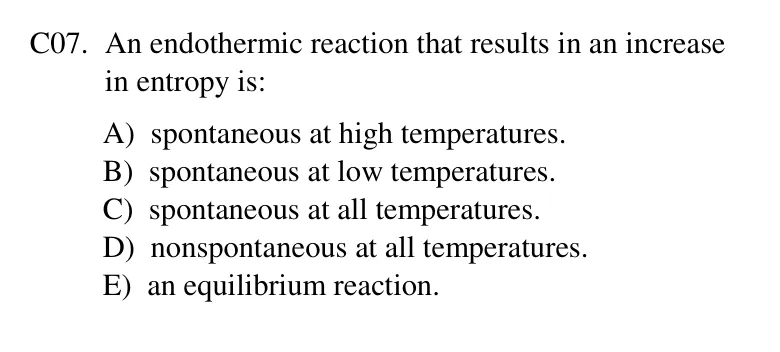 C07. An endothermic reaction that results in an increase
in entropy is:
A) spontaneous at high temperatures.
B) spontaneous at low temperatures.
C) spontaneous at all temperatures.
D) nonspontaneous at all temperatures.
E) an equilibrium reaction.